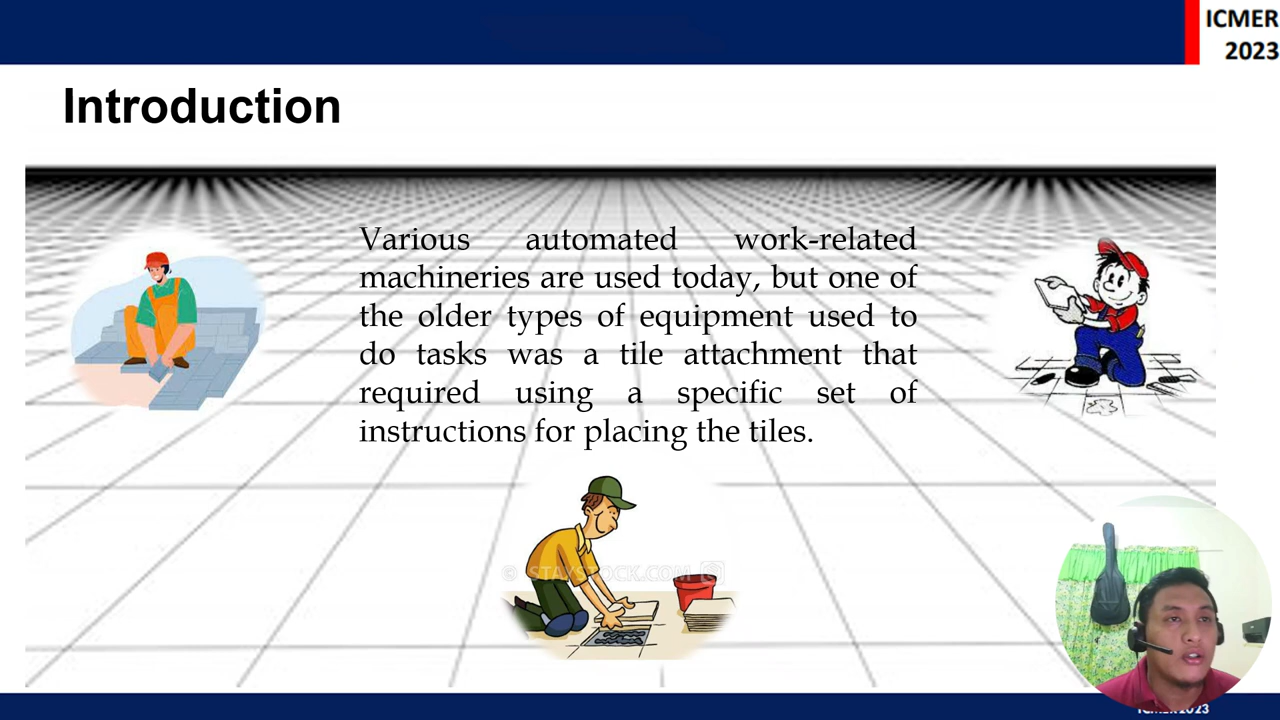 ICMER
2023
Introduction
Various automated work-related
machineries are used today, but one of
the older types of equipment used to
do tasks was a tile attachment that
required using a specific set of
instructions for placing the tiles.